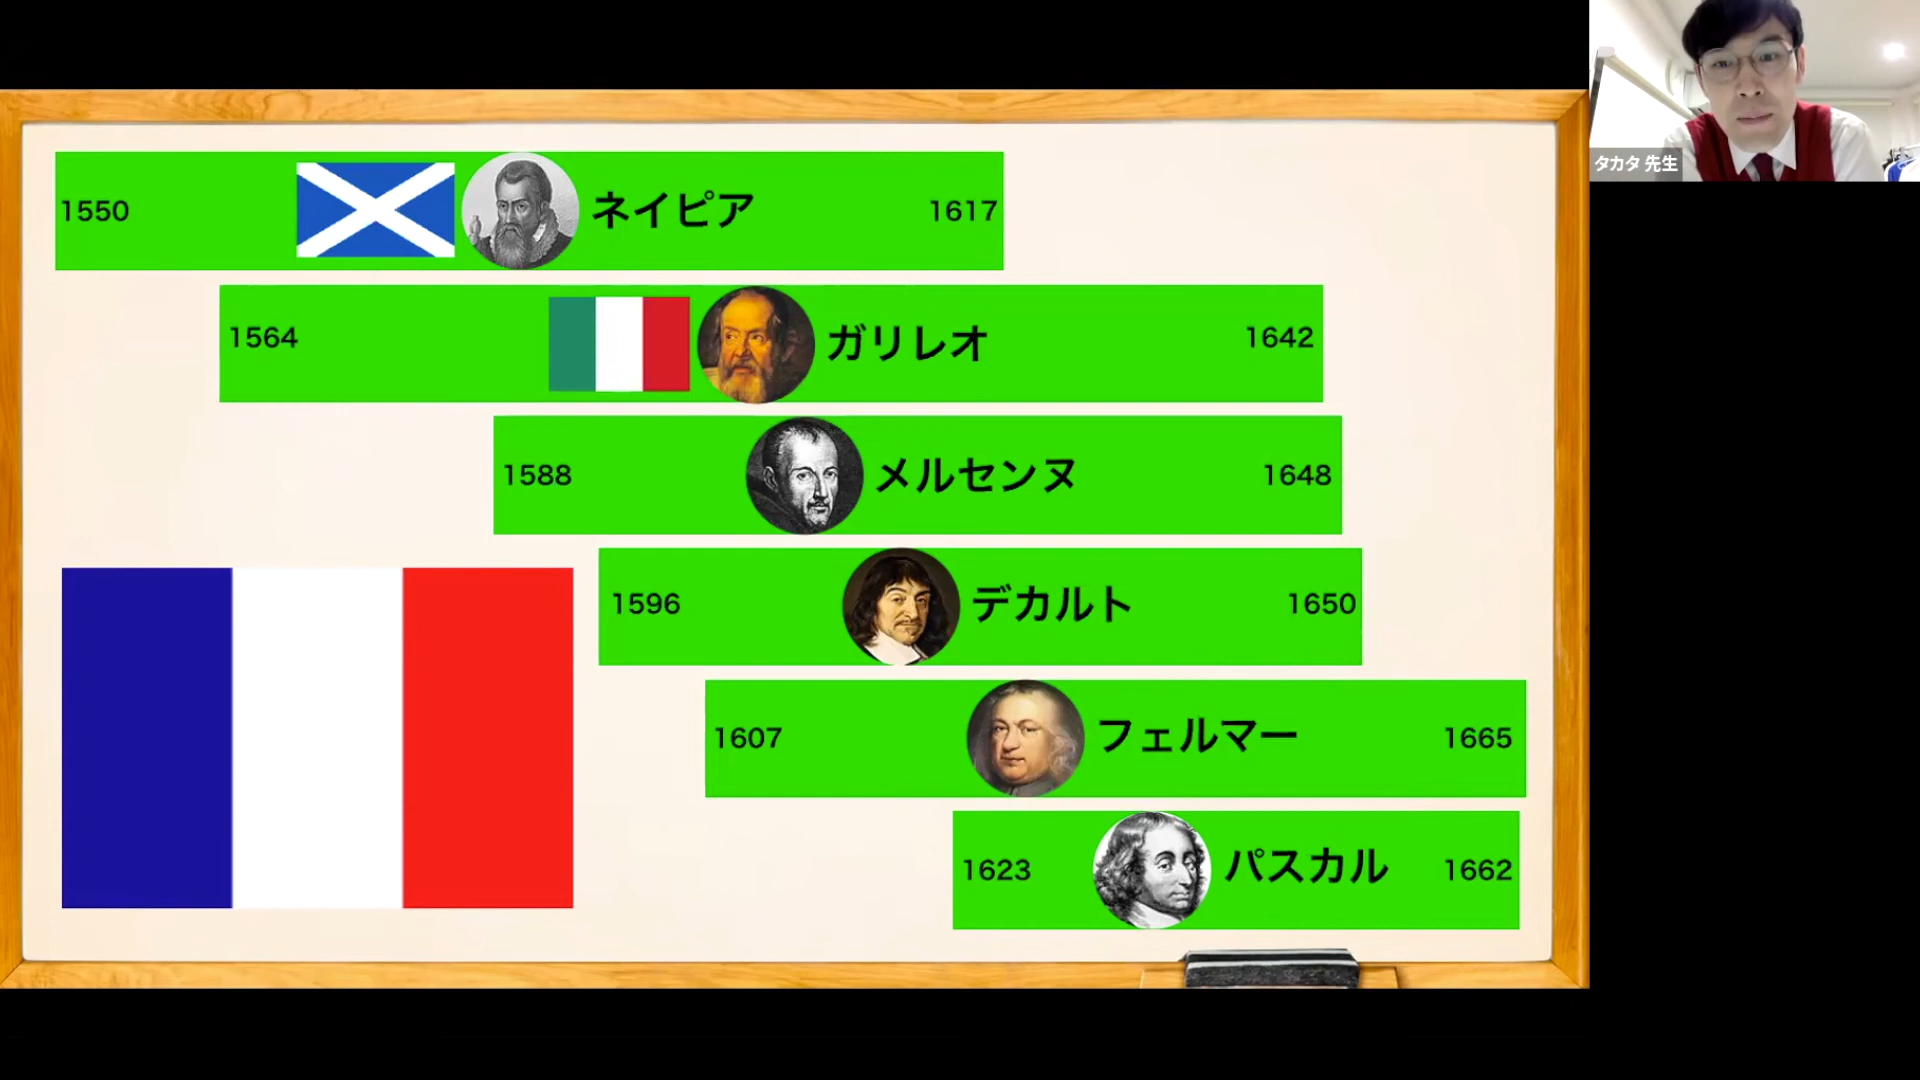 タカタ 先生
1550 ネイピア 1617
1564 ガリレオ 1642
1588 メルセンヌ 1648
1596 デカルト 1650
1607 フェルマー 1665
1623 パスカル 1662